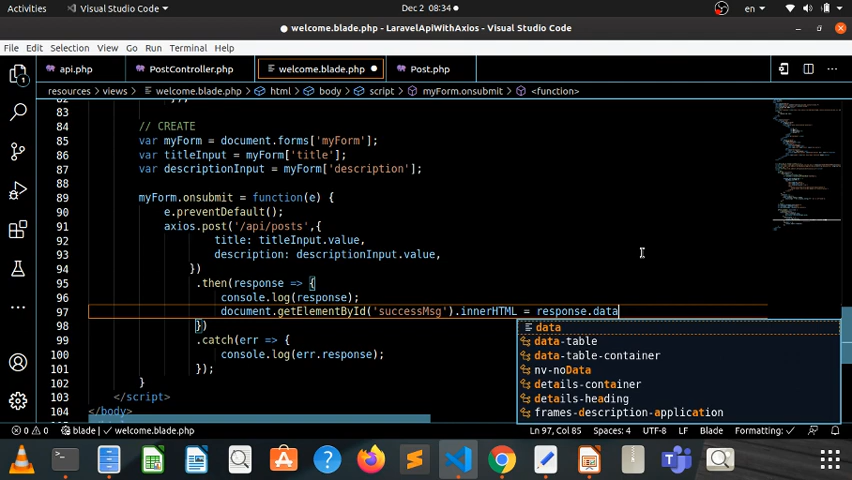 Activities
Visual Studio Code
Dec 2 08:34
en
welcome.blade.php - LaravelApiWithAxios - Visual Studio Code
File Edit Selection View Go Run Terminal Help
api.php
PostController.php
welcome.blade.php
Post.php
resources > views > welcome.blade.php > html > body > script > myForm.onsubmit > <function>
83
84 // CREATE
85 var myForm = document.forms['myForm'];
86 var titleInput = myForm['title'];
87 var descriptionInput = myForm['description'];
88
89 myForm.onsubmit = function(e) {
90 e.preventDefault();
91 axios.post('/api/posts',{
92 title: titleInput.value,
93 description: descriptionInput.value,
94 })
95 .then(response => {
96 console.log(response);
97 document.getElementById('successMsg').innerHTML = response.data
98 })
99 .catch(err => {
100 console.log(err.response);
101 });
102 }
103 </script>
104 </body>
data
data-table
data-table-container
nv-noData
details-container
details-heading
frames-description-application
0 0 blade welcome.blade.php
Ln 97, Col 85 Spaces: 4 UTF-8 LF Blade Formatting: ✓